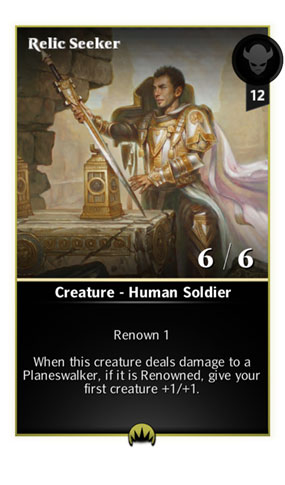 Relic Seeker
12
6 / 6
Creature - Human Soldier
Renown 1
When this creature deals damage to a
Planeswalker, if it is Renowned, give your
first creature +1/+1.